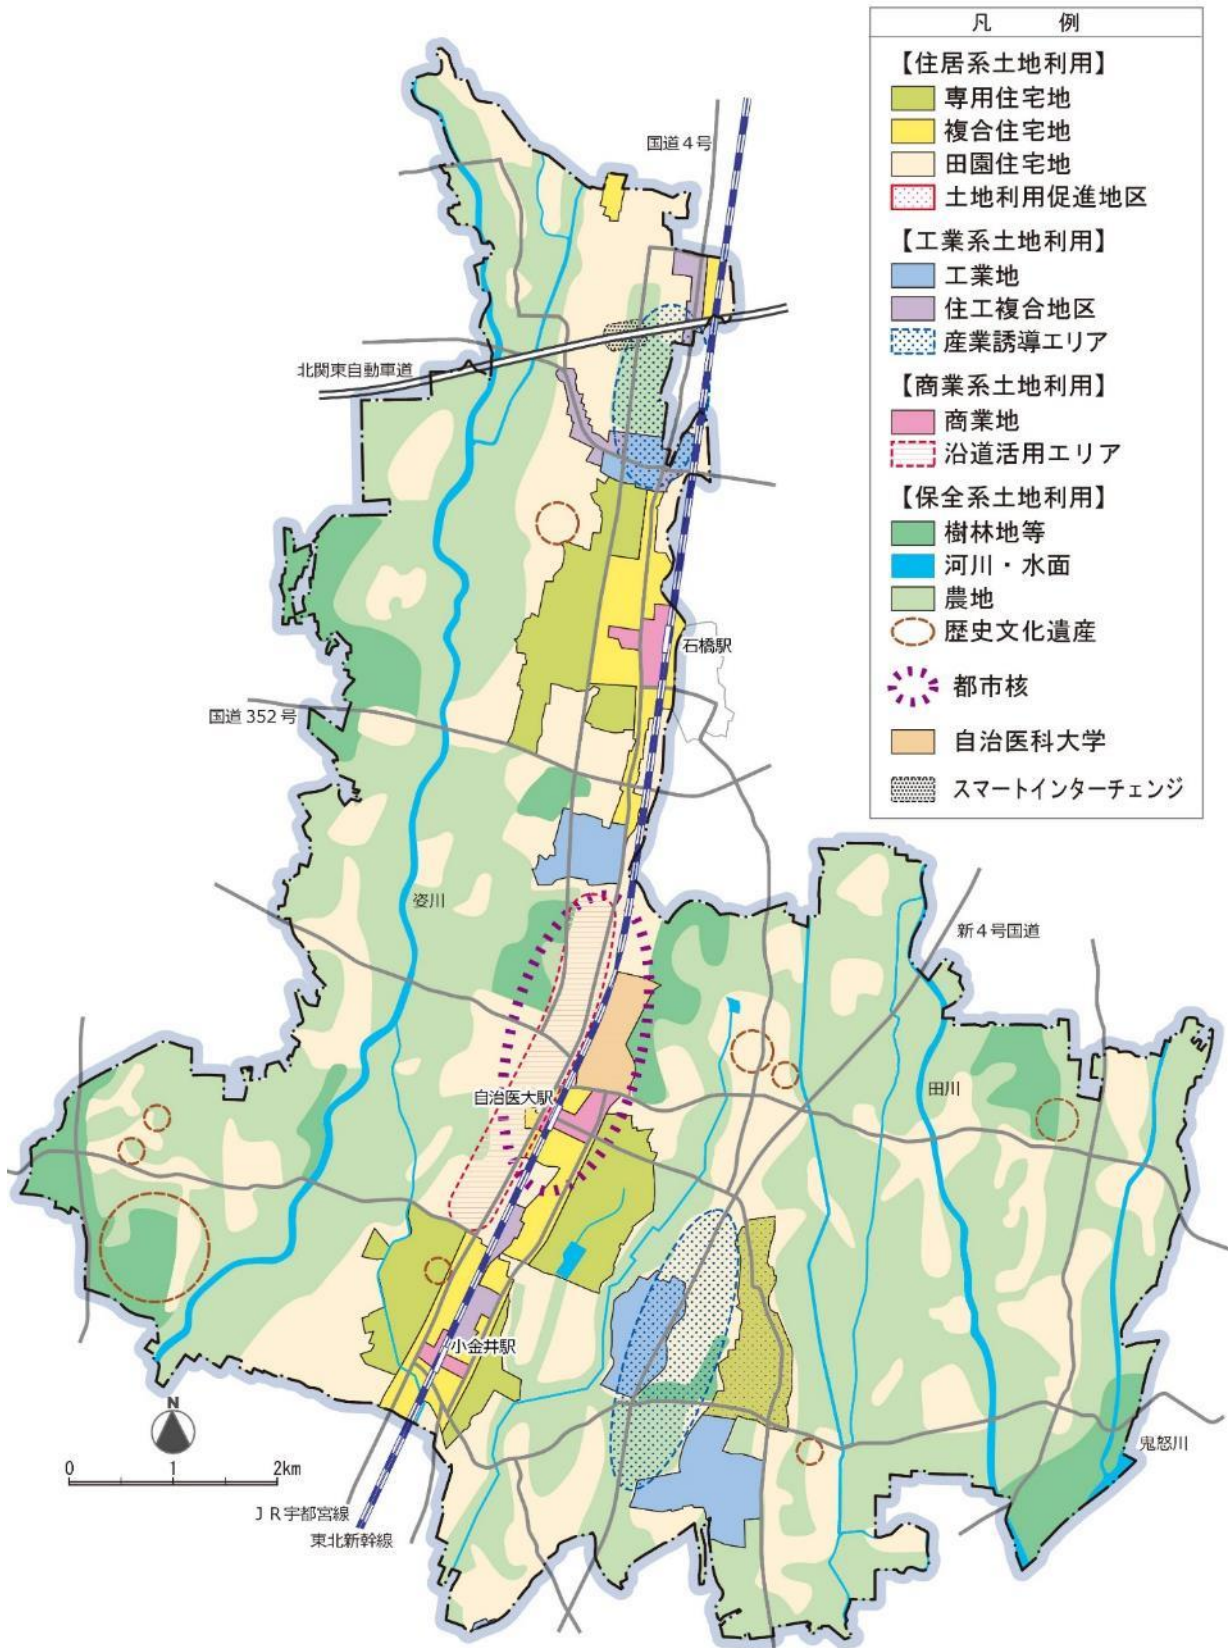 凡　例
【住居系土地利用】
専用住宅地
複合住宅地
田園住宅地
土地利用促進地区
【工業系土地利用】
工業地
住工複合地区
産業誘導エリア
【商業系土地利用】
商業地
沿道活用エリア
【保全系土地利用】
樹林地等
河川・水面
農地
歴史文化遺産
都市核
自治医科大学
スマートインターチェンジ
国道4号
北関東自動車道
石橋駅
国道352号
姿川
新4号国道
自治医大駅
田川
小金井駅
N
0 1 2km
鬼怒川
JR宇都宮線
東北新幹線